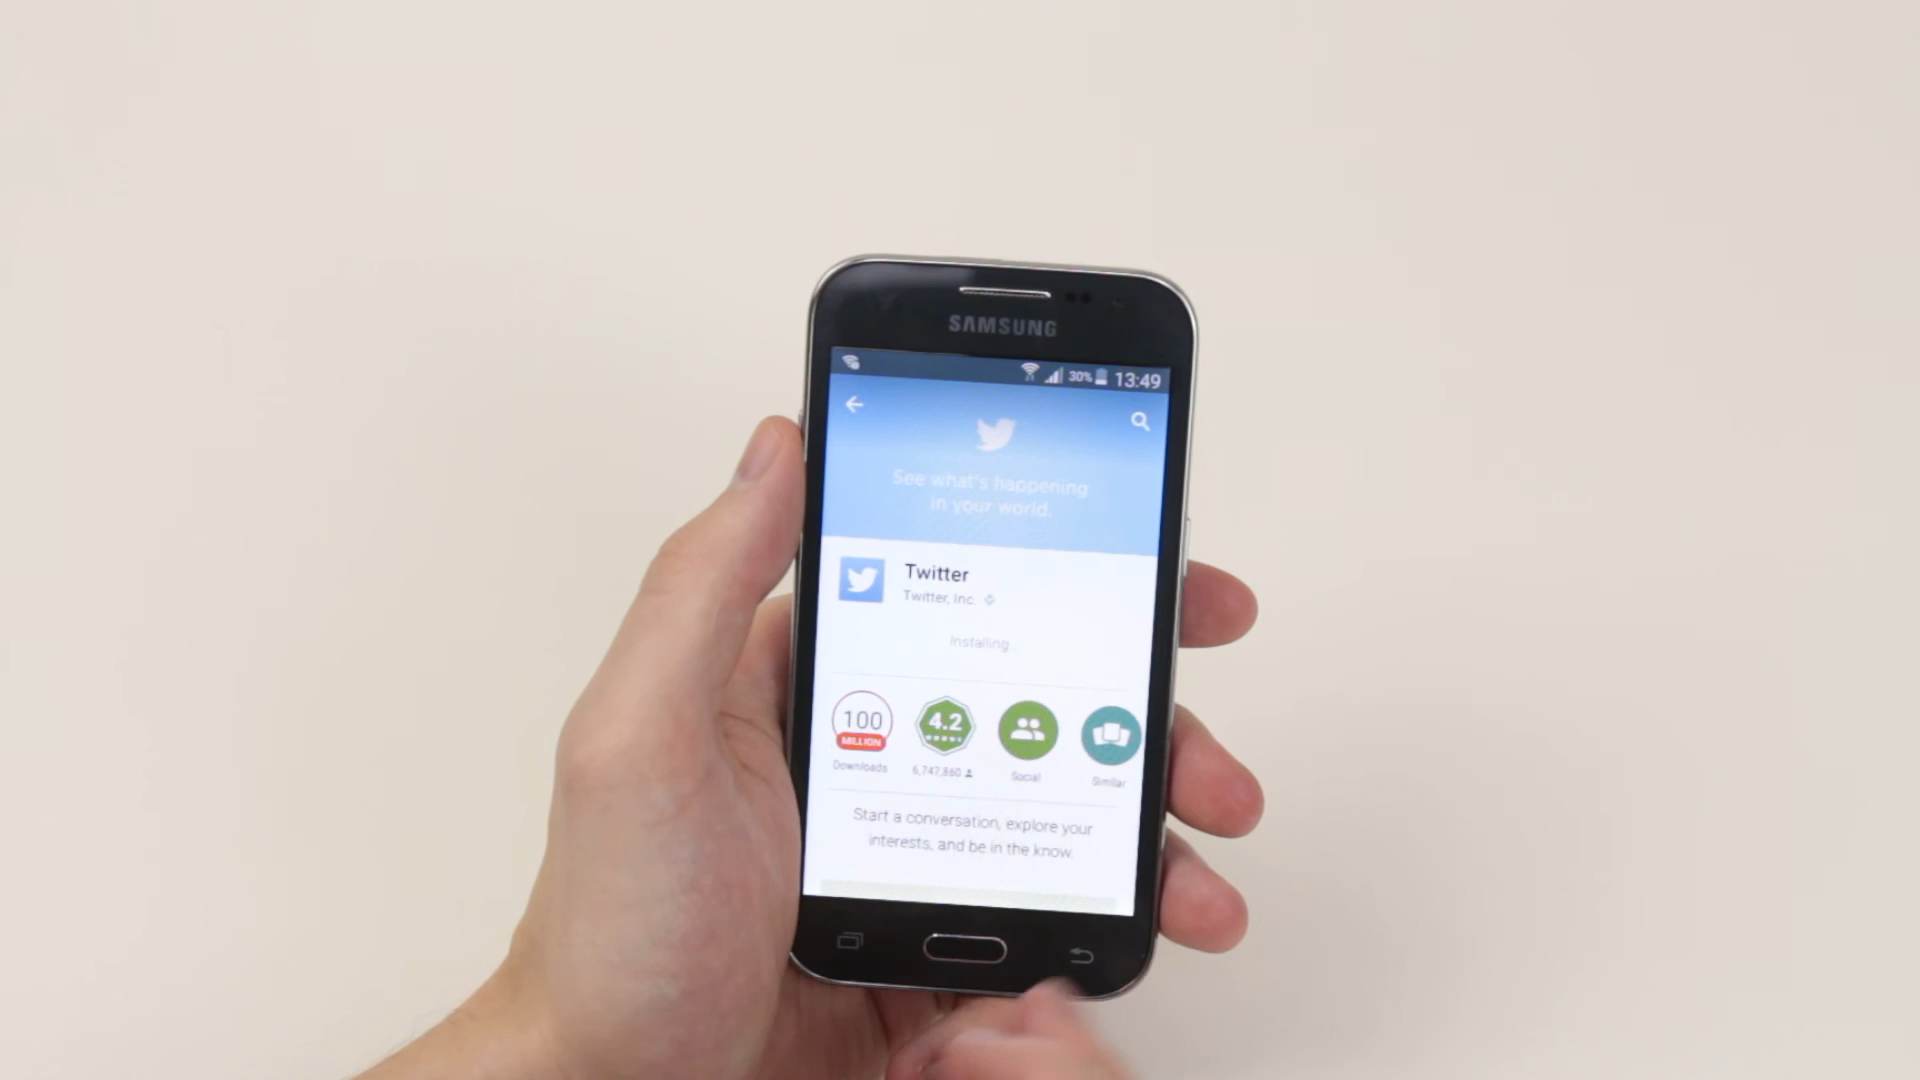 SAMSUNG
30% 13:49
See what's happening
in your world.
Twitter
Twitter, Inc.
Installing...
100
MILLION
Downloads
4.2
6,747,860
Social
Similar
Start a conversation, explore your
interests, and be in the know.